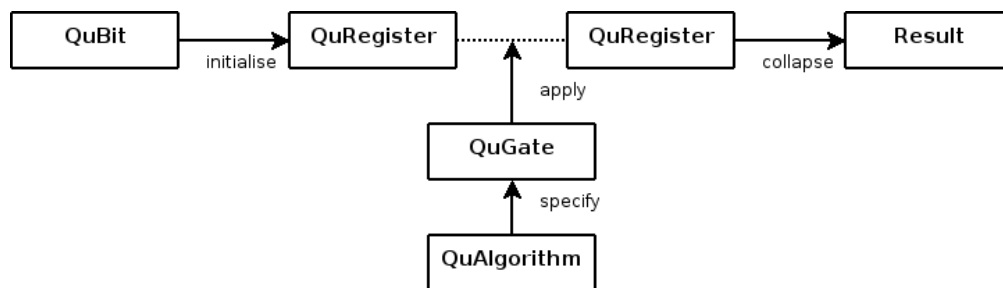 QuBit
QuRegister
QuRegister
Result
initialise
collapse
apply
QuGate
specify
QuAlgorithm